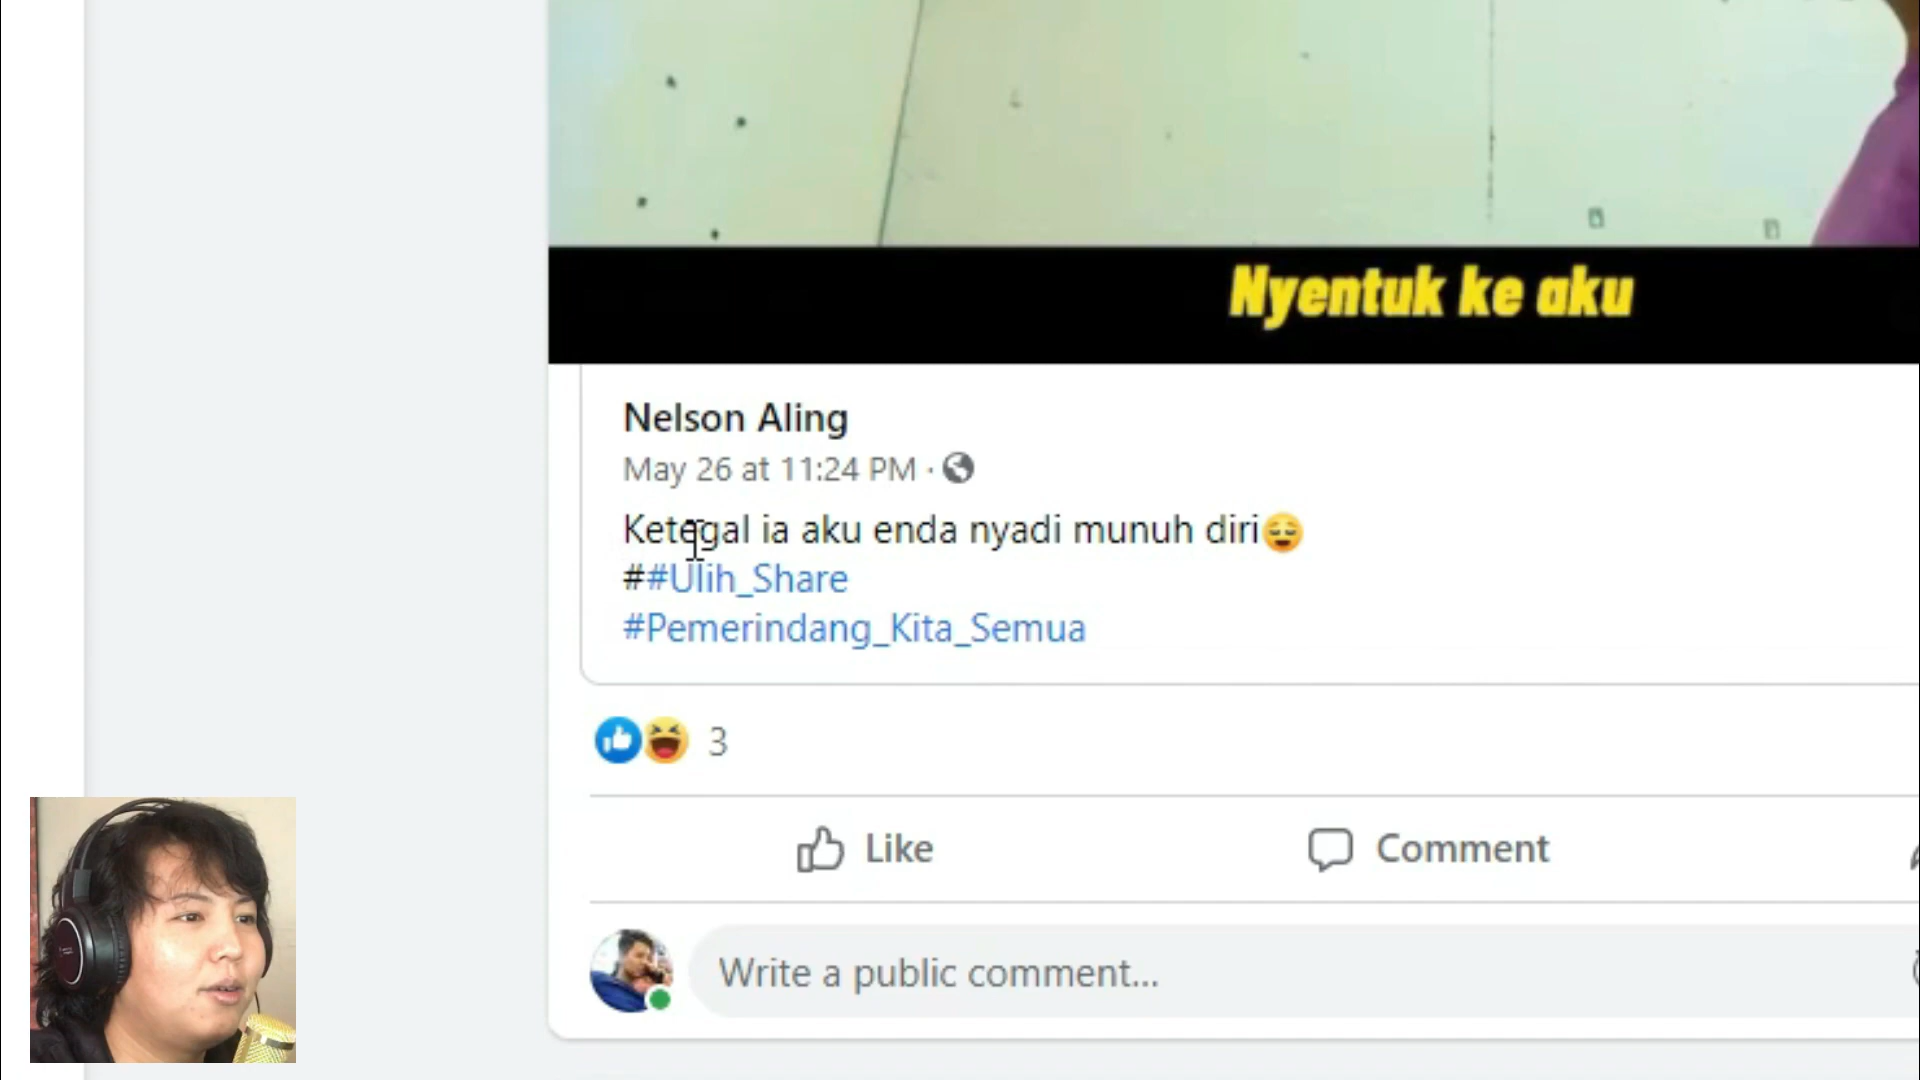 Nyentuk ke aku
Nelson Aling
May 26 at 11:24 PM ·
Ketegal ia aku enda nyadi munuh diri😌
##Ulih_Share
#Pemerindang_Kita_Semua
3
Like
Comment
Write a public comment...